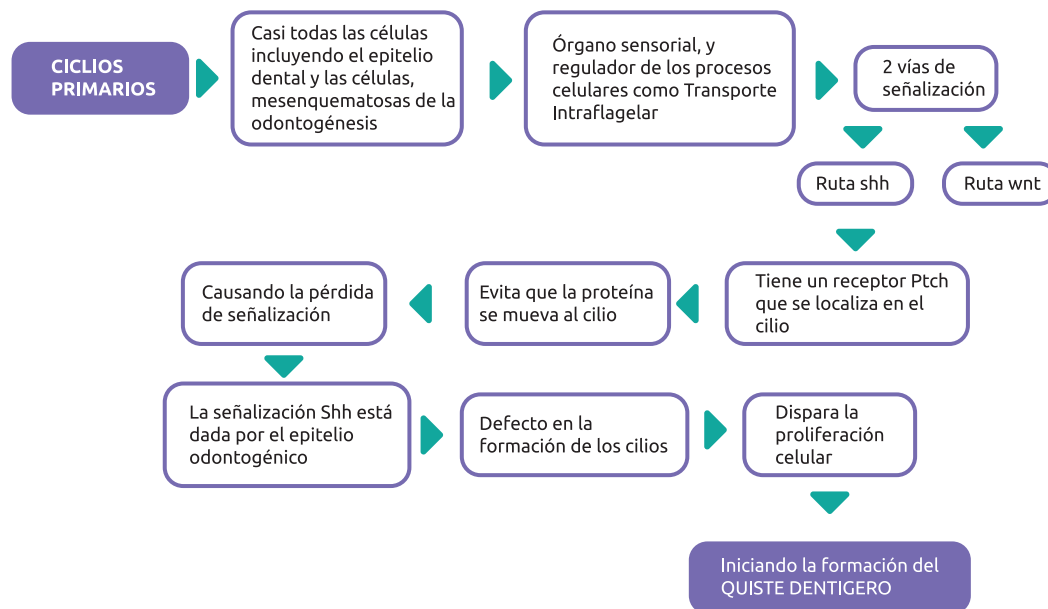 CICLIOS
PRIMARIOS
Casi todas las células
incluyendo el epitelio
dental y las células,
mesenquematosas de la
odontogénesis
Órgano sensorial, y
regulador de los procesos
celulares como Transporte
Intraflagelar
2 vías de
señalización
Ruta shh
Ruta wnt
Tiene un receptor Ptch
que se localiza en el
cilio
Evita que la proteína
se mueva al cilio
Causando la pérdida
de señalización
La señalización Shh está
dada por el epitelio
odontogénico
Defecto en la
formación de los cilios
Dispara la
proliferación
celular
Iniciando la formación del
QUISTE DENTIGERO